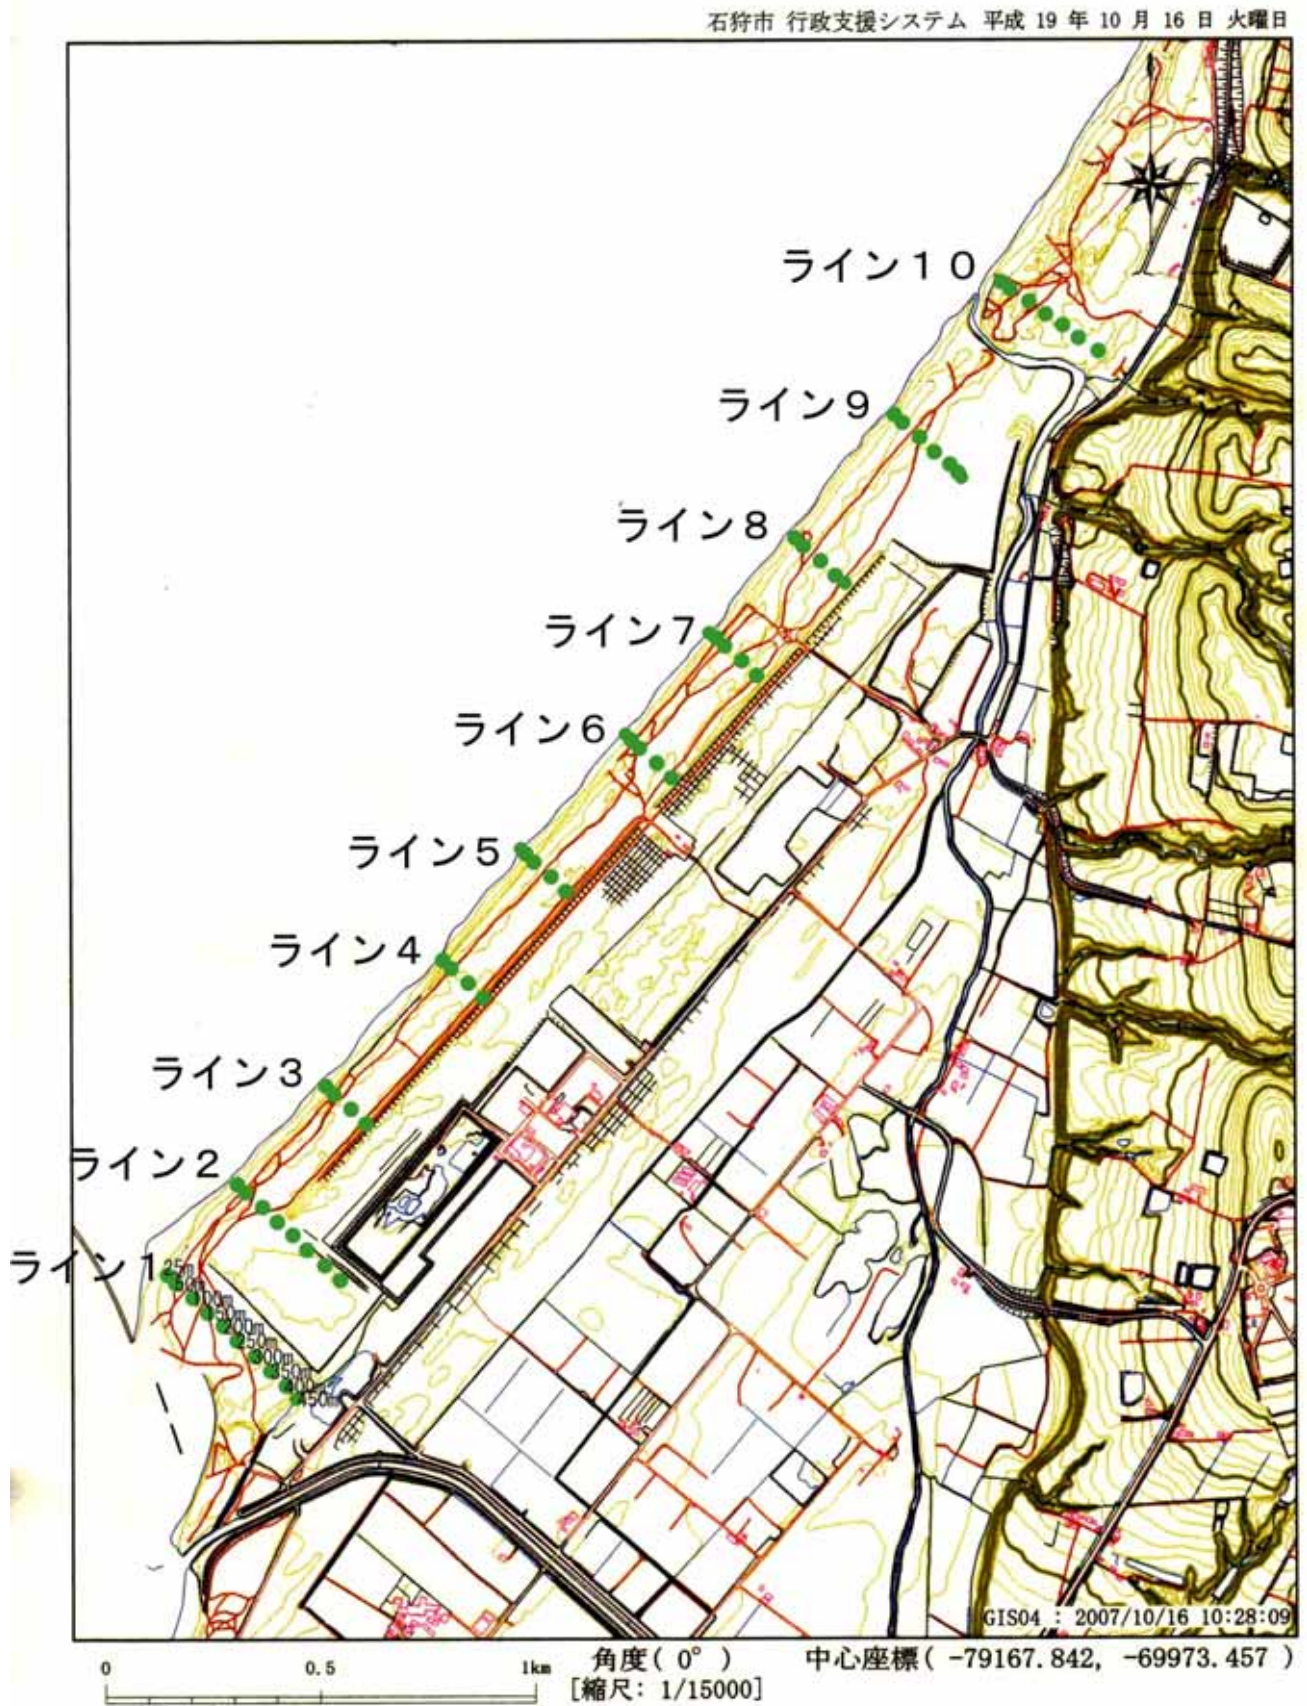 石狩市 行政支援システム 平成 19 年 10 月 16 日 火曜日
ライン１０
ライン９
ライン８
ライン７
ライン６
ライン５
ライン４
ライン３
ライン２
ライン１
25m
300m
450m
GIS04 : 2007/10/16 10:28:09
0 0.5 1km
角度( 0° ) 中心座標( -79167.842, -69973.457 )
[縮尺: 1/15000]